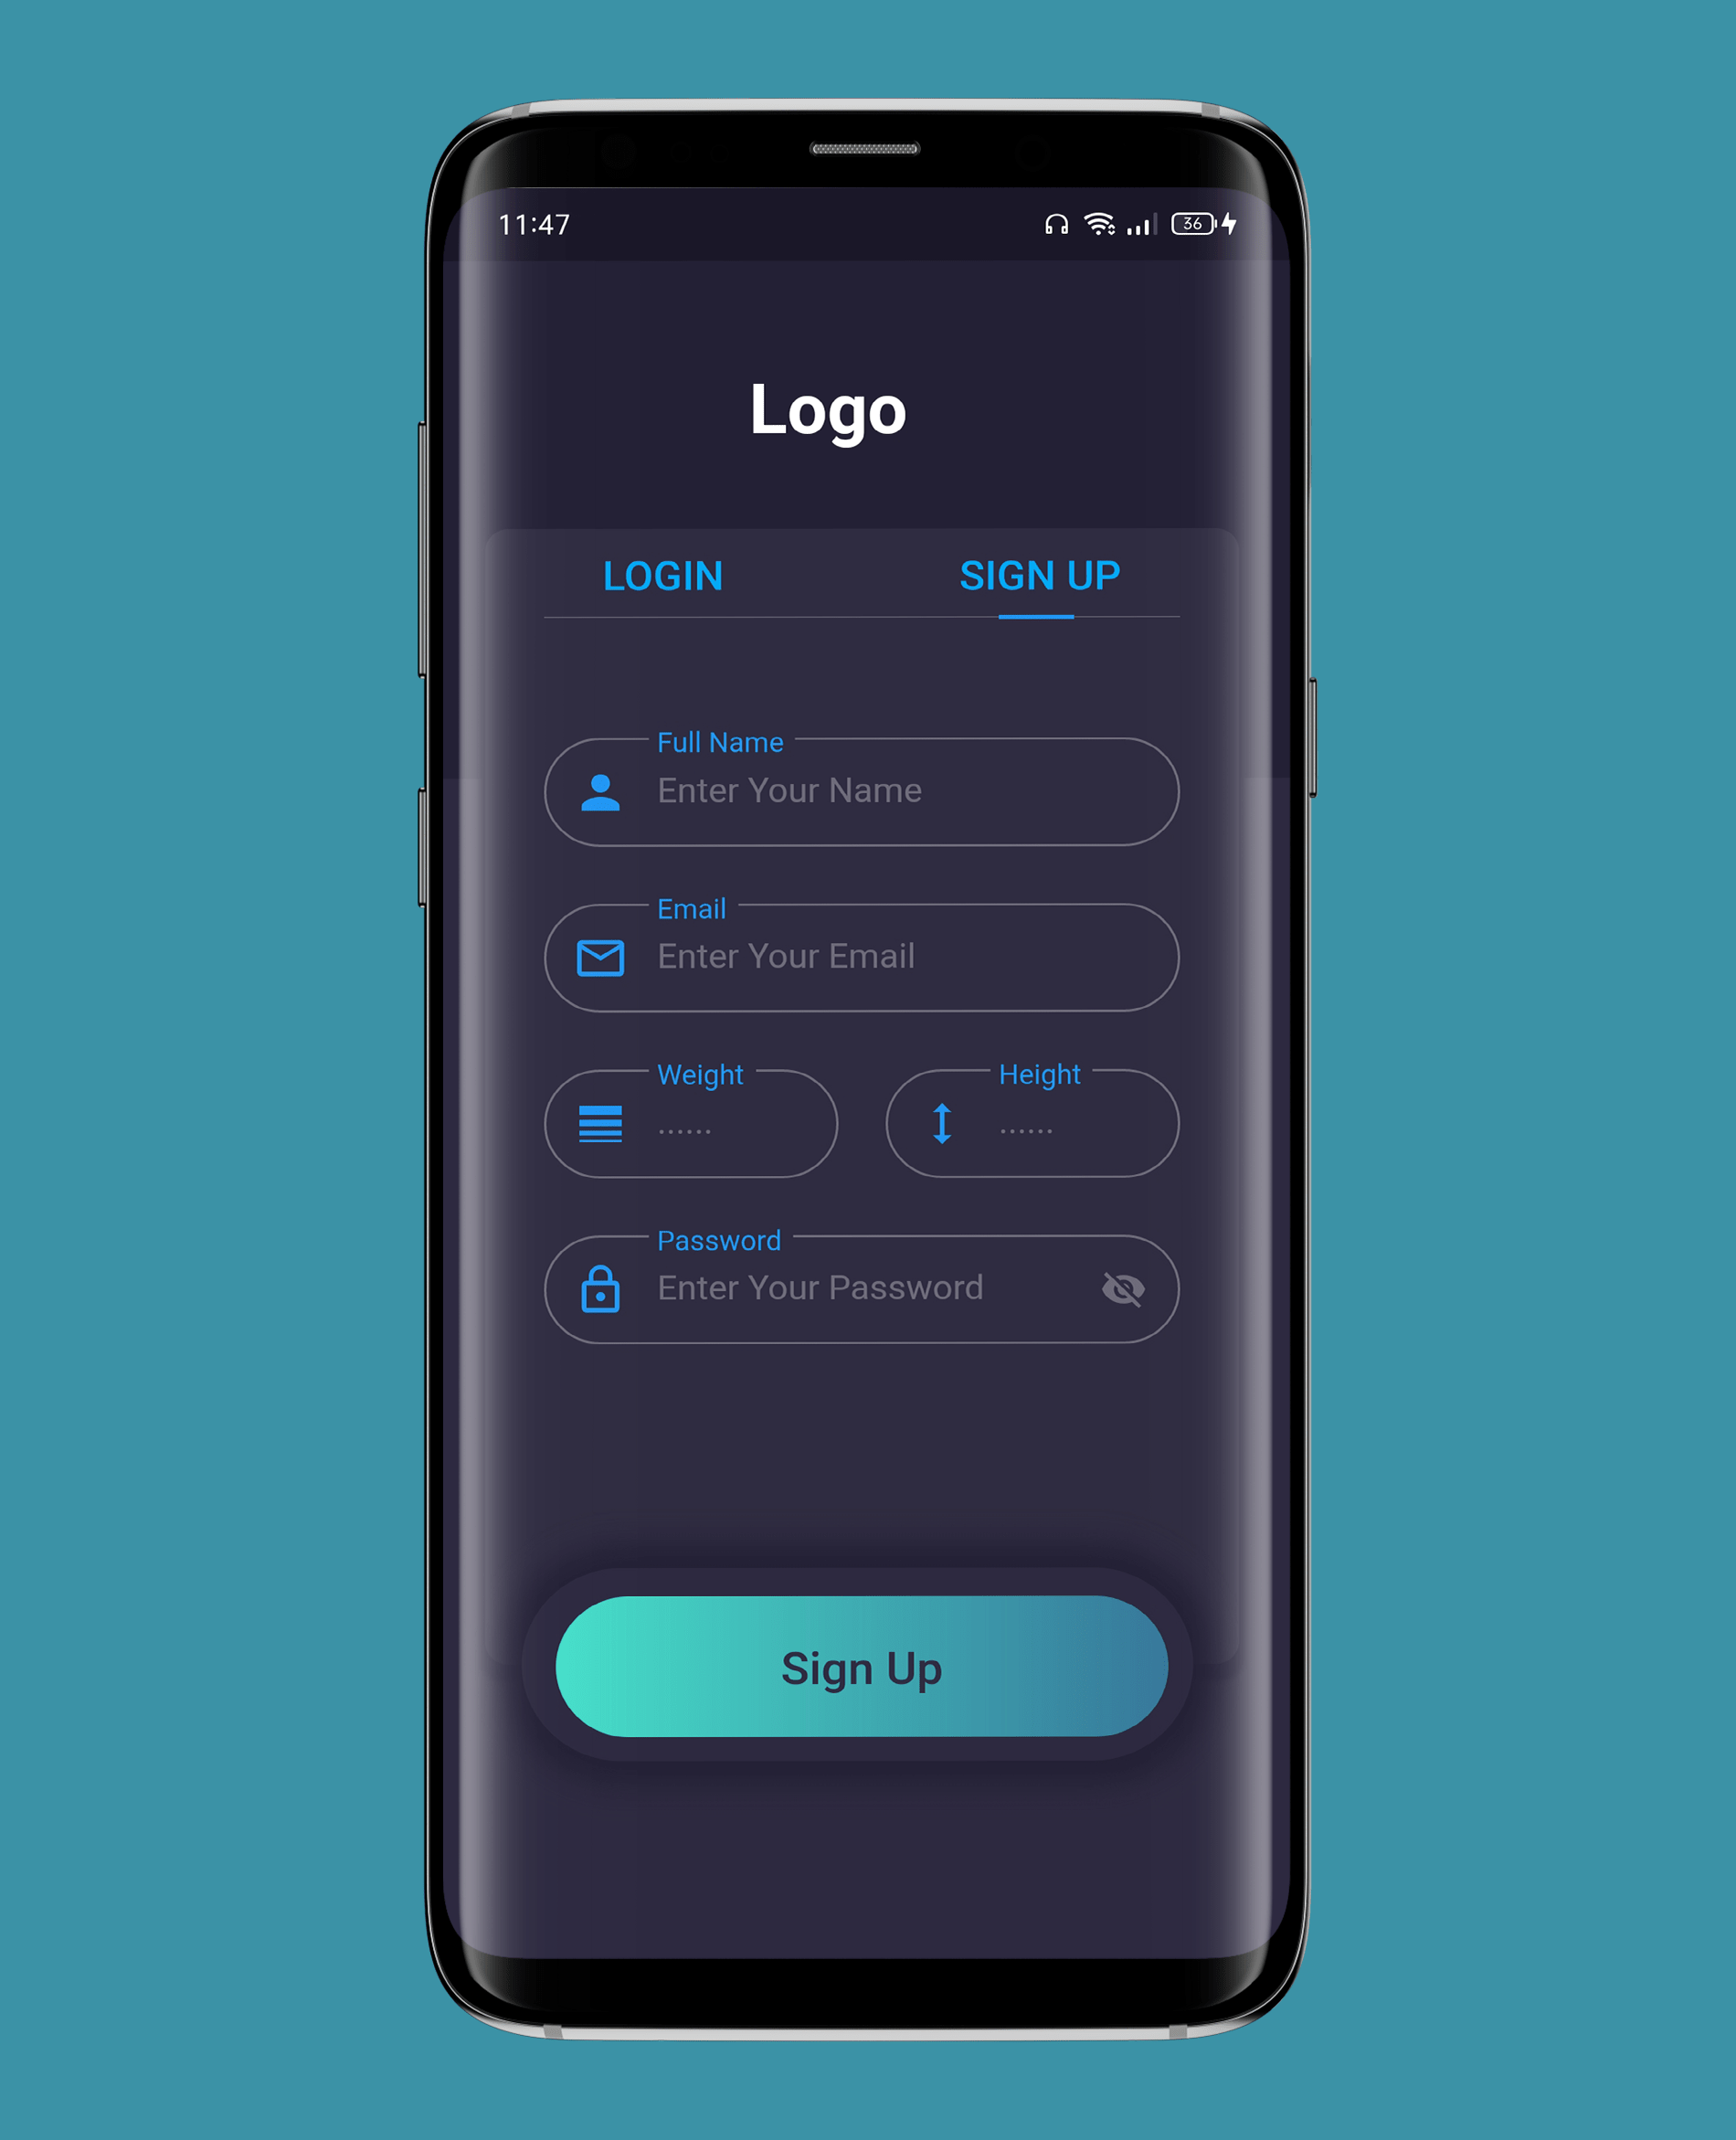 11:47 36
Logo
LOGIN SIGN UP
Full Name
Enter Your Name
Email
Enter Your Email
Weight Height
...... ......
Password
Enter Your Password
Sign Up